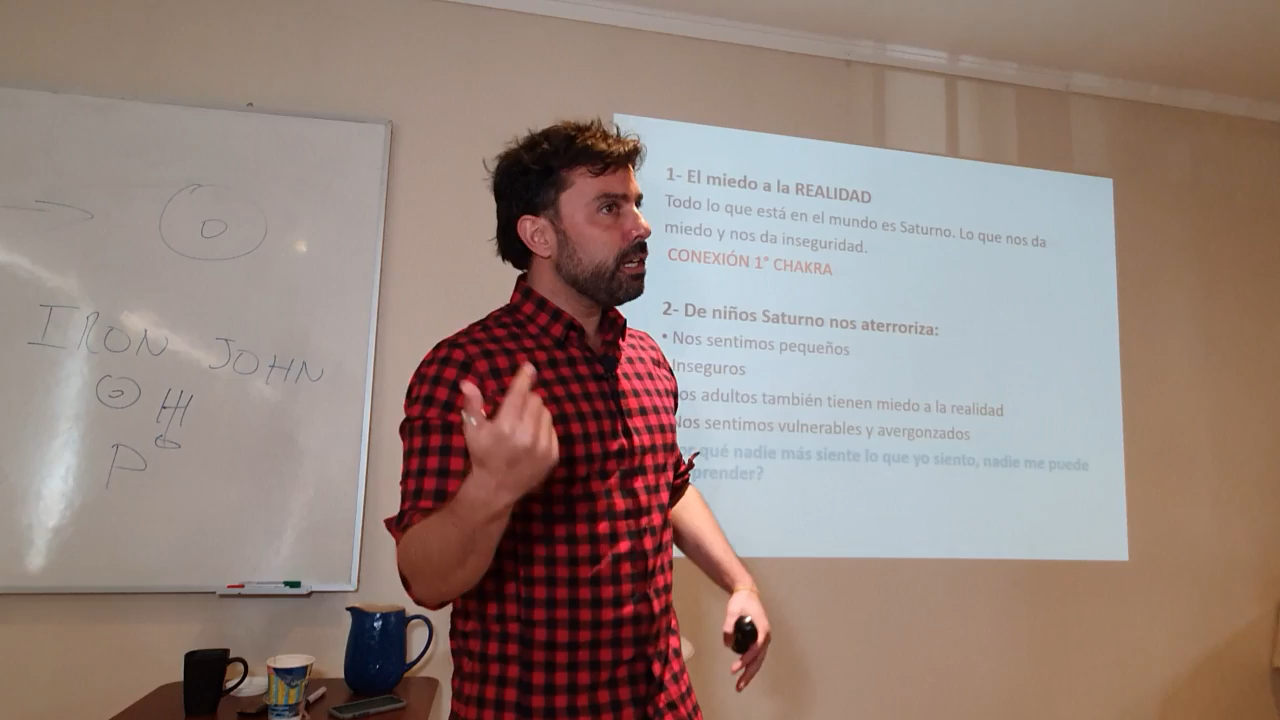 IRON JOHN
P
1- El miedo a la REALIDAD
Todo lo que está en el mundo es Saturno. Lo que nos da
miedo y nos da inseguridad.
CONEXIÓN 1° CHAKRA
2- De niños Saturno nos aterroriza:
• Nos sentimos pequeños
Inseguros
adultos también tienen miedo a la realidad
Nos sentimos vulnerables y avergonzados
qué nadie más siente lo que yo siento, nadie me puede